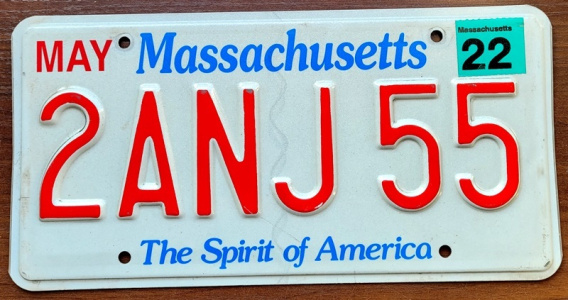 MAY Massachusetts Massachusetts
22
2ANJ 55
The Spirit of America